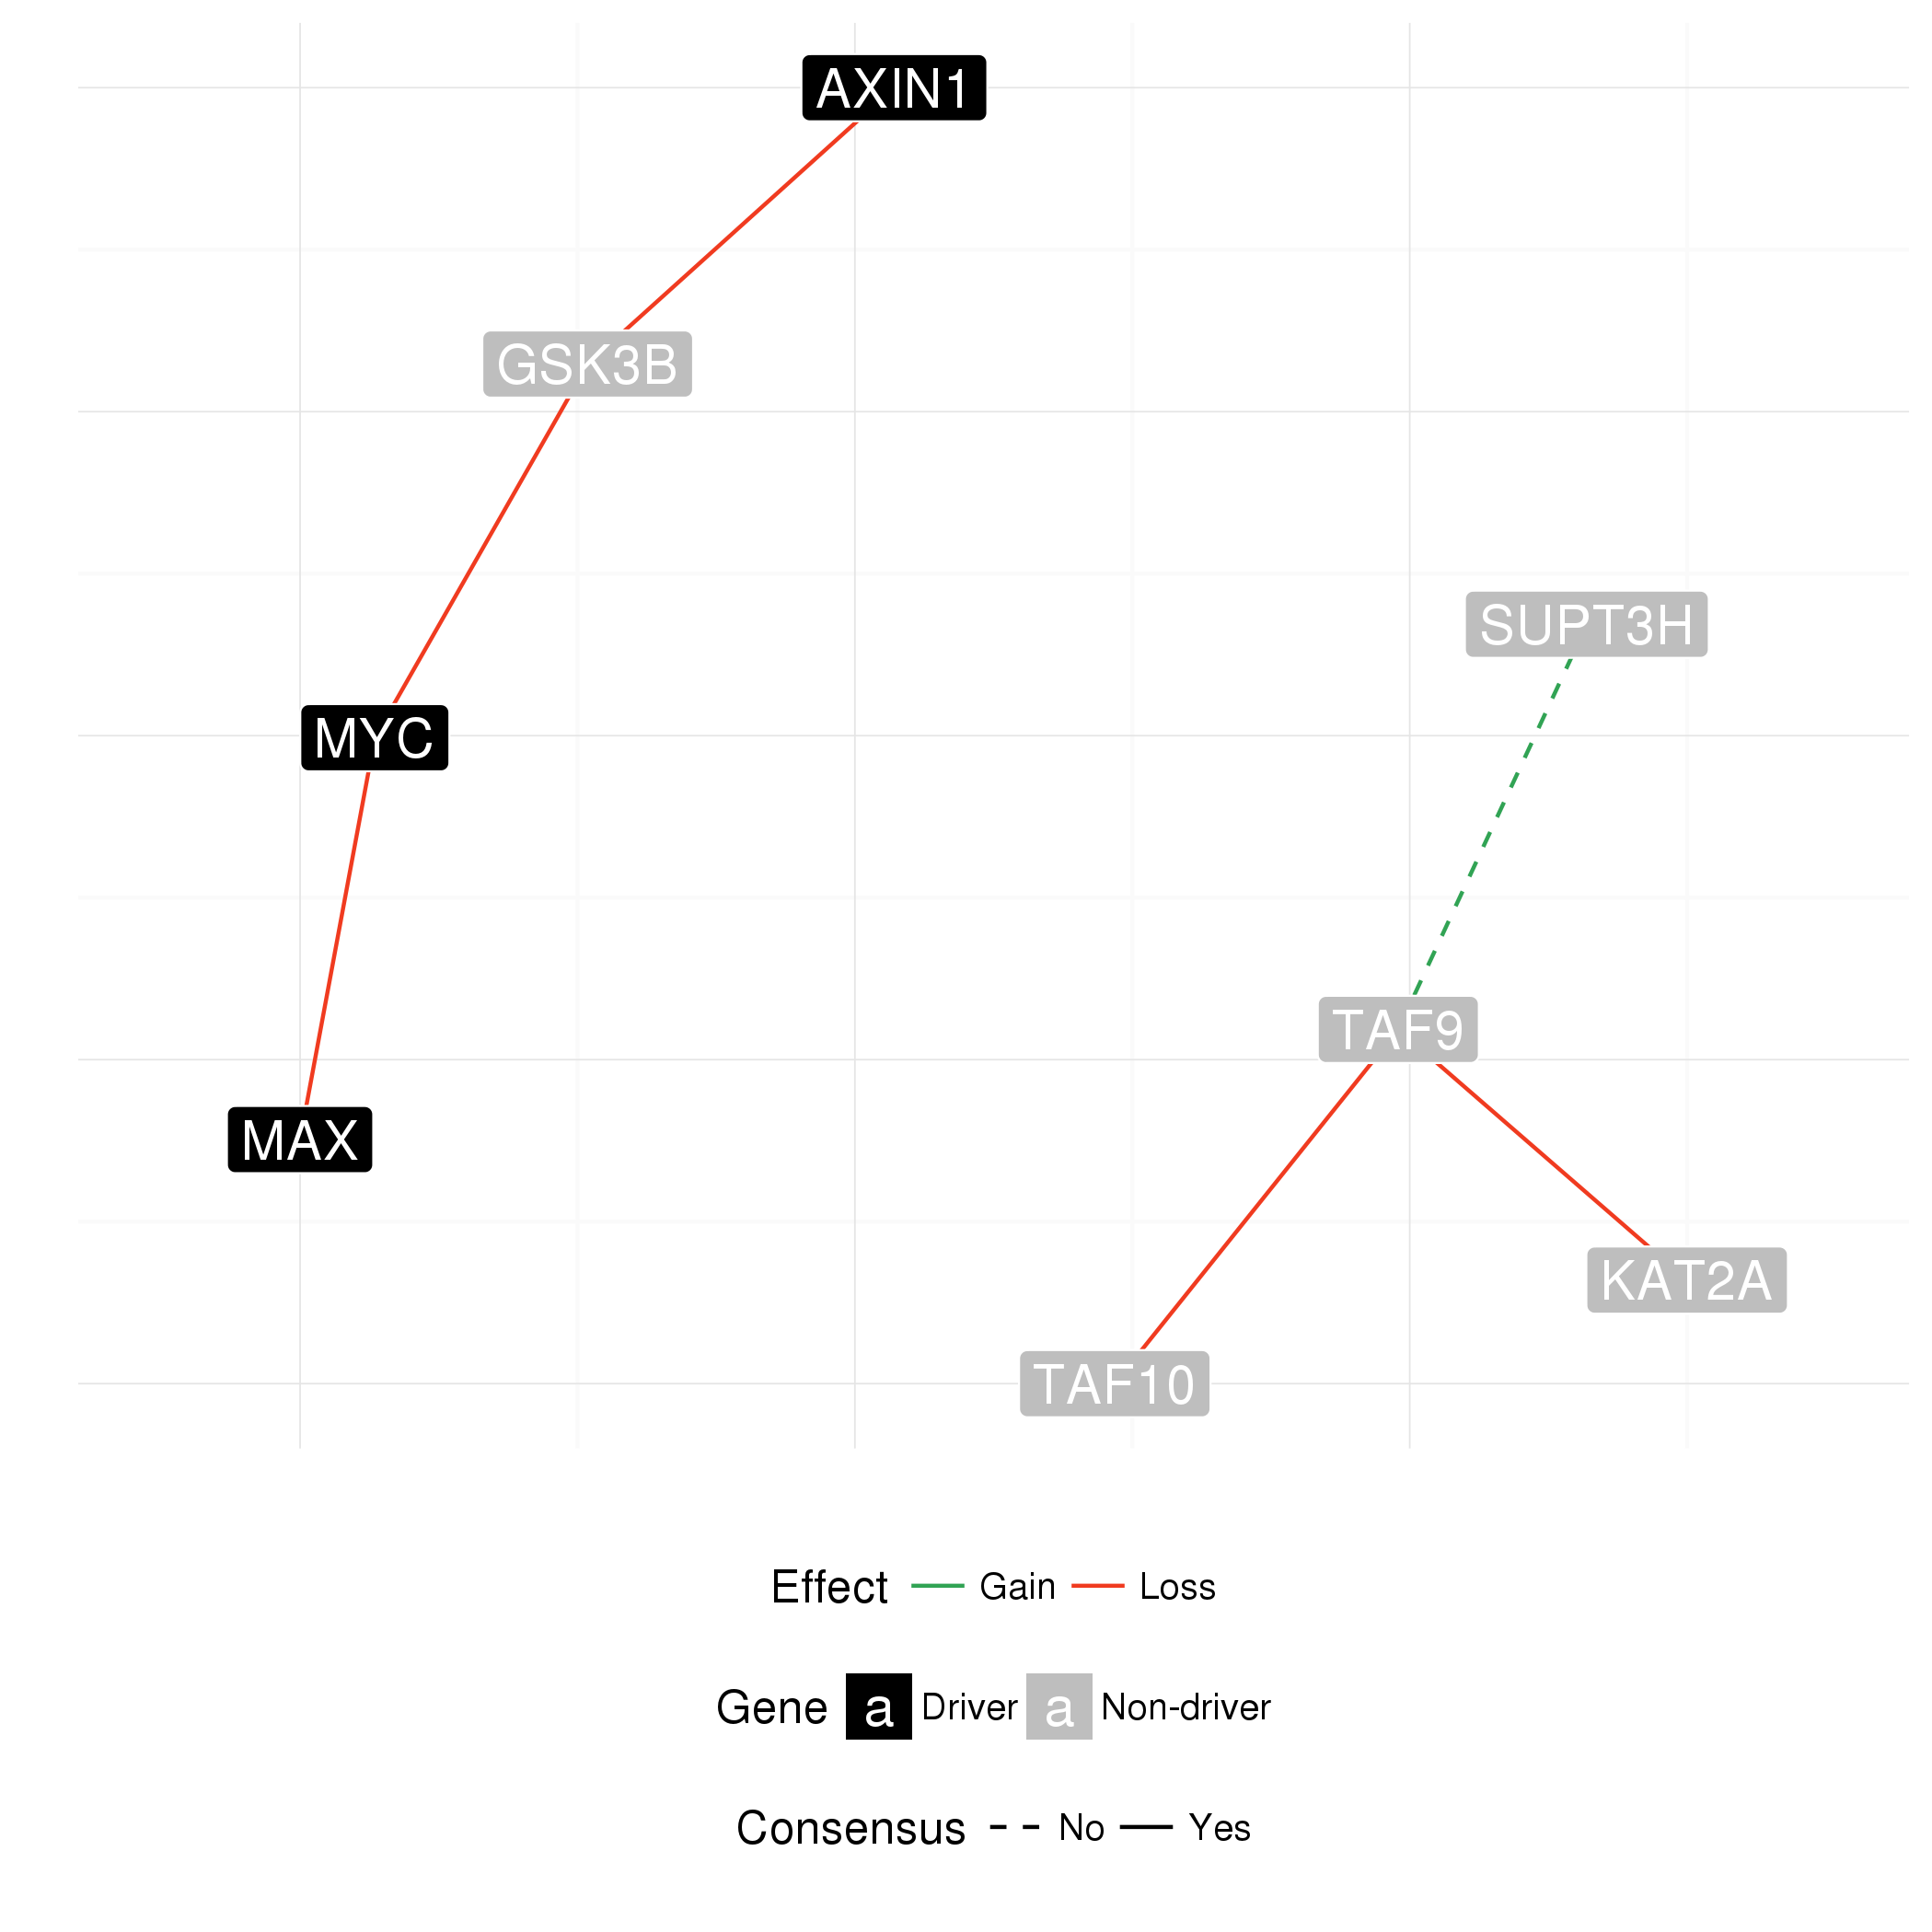 AXIN1
GSK3B
SUPT3H
MYC
TAF9
MAX
KAT2A
TAF10
Effect Gain Loss
Gene a Driver a Non-driver
Consensus No Yes